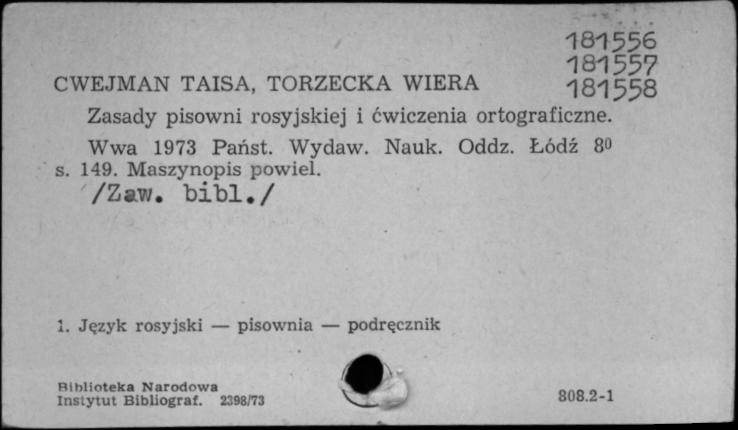 181556
181557
CWEJMAN TAISA, TORZECKA WIERA 181558
Zasady pisowni rosyjskiej i ćwiczenia ortograficzne.
Wwa 1973 Państ. Wydaw. Nauk. Oddz. Łódź 8⁰
s. 149. Maszynopis powiel.
/Zaw. bibl./
1. Język rosyjski — pisownia — podręcznik
Biblioteka Narodowa
Instytut Bibliograf. 2398/73 808.2-1